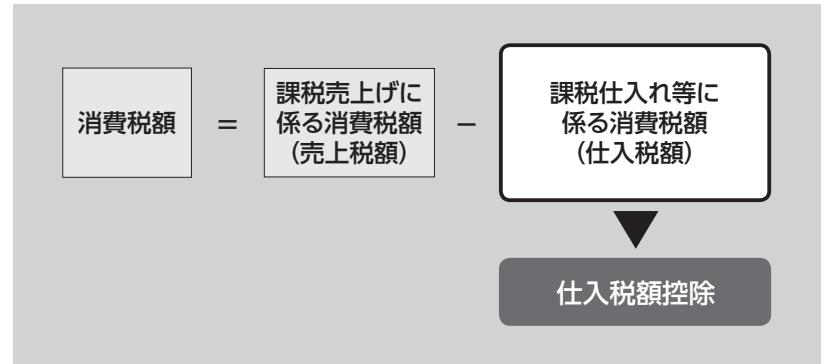 消費税額
＝
課税売上げに
係る消費税額
（売上税額）
－
課税仕入れ等に
係る消費税額
（仕入税額）
仕入税額控除